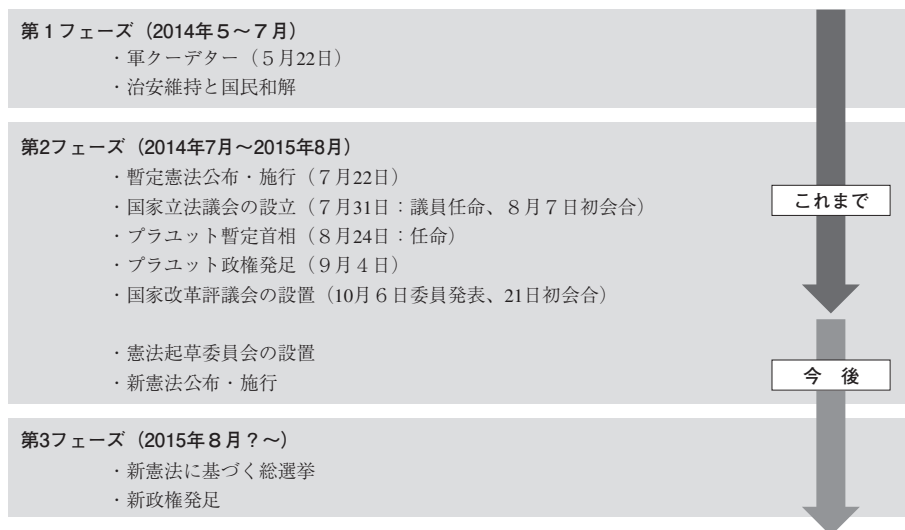 第１フェーズ（2014年５～７月）
・軍クーデター（５月22日）
・治安維持と国民和解
第2フェーズ（2014年7月～2015年8月）
・暫定憲法公布・施行（７月22日）
・国家立法議会の設立（７月31日：議員任命、８月７日初会合）
・プラユット暫定首相（８月24日：任命）
・プラユット政権発足（９月４日）
・国家改革評議会の設置（10月６日委員発表、21日初会合）
これまで
・憲法起草委員会の設置
・新憲法公布・施行
今　後
第3フェーズ（2015年８月？～）
・新憲法に基づく総選挙
・新政権発足